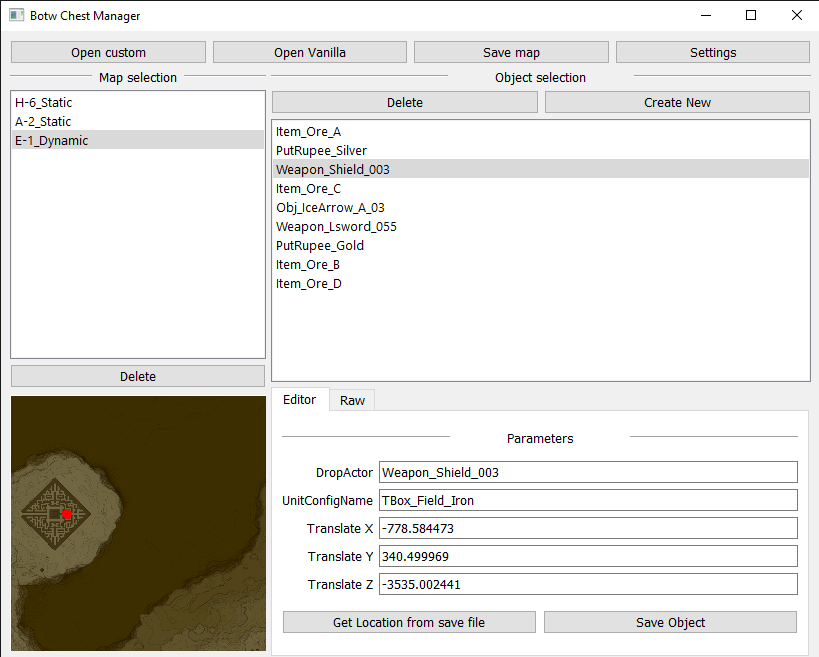 Botw Chest Manager
Open custom
Open Vanilla
Save map
Settings
Map selection
Object selection
H-6_Static
A-2_Static
E-1_Dynamic
Delete
Delete
Create New
Item_Ore_A
PutRupee_Silver
Weapon_Shield_003
Item_Ore_C
Obj_IceArrow_A_03
Weapon_Lsword_055
PutRupee_Gold
Item_Ore_B
Item_Ore_D
Editor
Raw
Parameters
DropActor
Weapon_Shield_003
UnitConfigName
TBox_Field_Iron
Translate X
-778.584473
Translate Y
340.499969
Translate Z
-3535.002441
Get Location from save file
Save Object